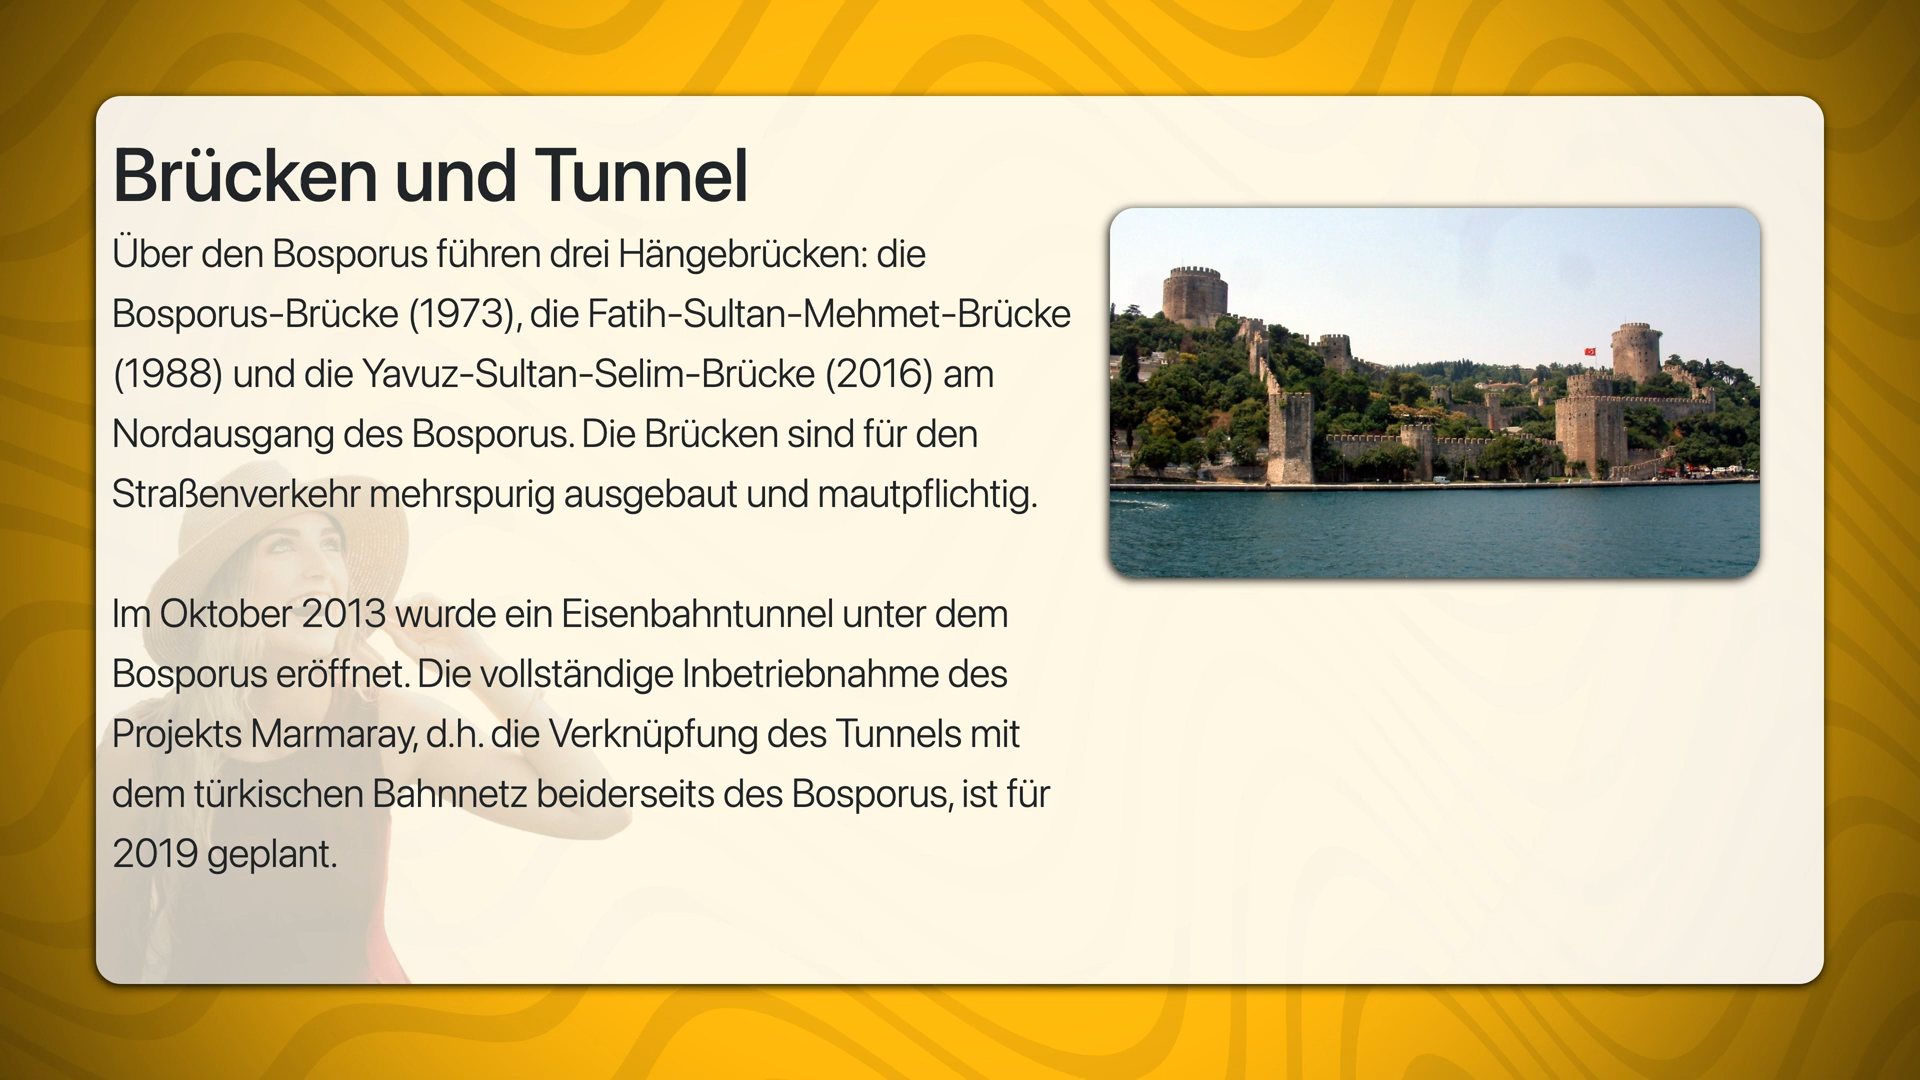 Brücken und Tunnel
Über den Bosporus führen drei Hängebrücken: die
Bosporus-Brücke (1973), die Fatih-Sultan-Mehmet-Brücke
(1988) und die Yavuz-Sultan-Selim-Brücke (2016) am
Nordausgang des Bosporus. Die Brücken sind für den
Straßenverkehr mehrspurig ausgebaut und mautpflichtig.
Im Oktober 2013 wurde ein Eisenbahntunnel unter dem
Bosporus eröffnet. Die vollständige Inbetriebnahme des
Projekts Marmaray, d.h. die Verknüpfung des Tunnels mit
dem türkischen Bahnnetz beiderseits des Bosporus, ist für
2019 geplant.